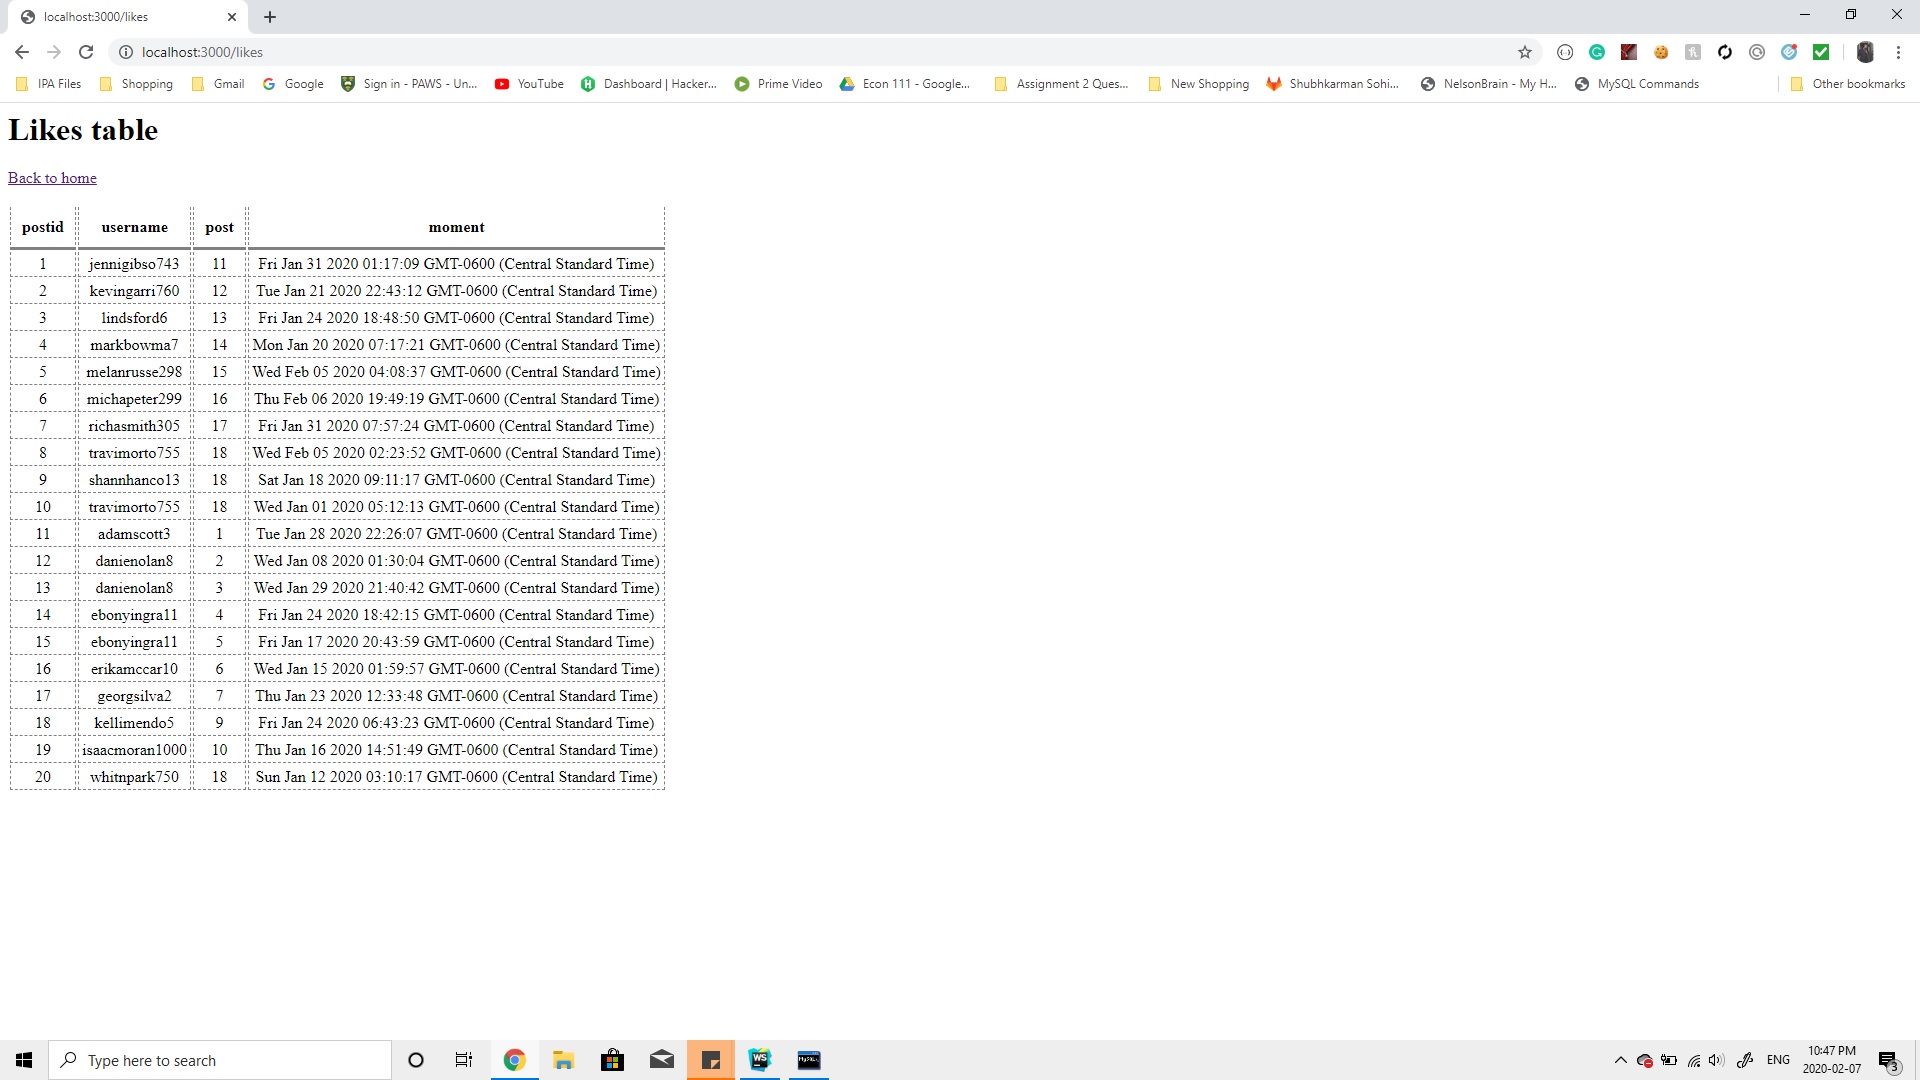 localhost:3000/likes
localhost:3000/likes
IPA Files Shopping Gmail Google Sign in - PAWS - Un... YouTube Dashboard | Hacker... Prime Video Econ 111 - Google... Assignment 2 Ques... New Shopping Shubhkarman Sohi... NelsonBrain - My H... MySQL Commands Other bookmarks
Likes table
Back to home
postid username post moment
1 jennigibso743 11 Fri Jan 31 2020 01:17:09 GMT-0600 (Central Standard Time)
2 kevingarri760 12 Tue Jan 21 2020 22:43:12 GMT-0600 (Central Standard Time)
3 lindsford6 13 Fri Jan 24 2020 18:48:50 GMT-0600 (Central Standard Time)
4 markbowma7 14 Mon Jan 20 2020 07:17:21 GMT-0600 (Central Standard Time)
5 melanrusse298 15 Wed Feb 05 2020 04:08:37 GMT-0600 (Central Standard Time)
6 michapeter299 16 Thu Feb 06 2020 19:49:19 GMT-0600 (Central Standard Time)
7 richasmith305 17 Fri Jan 31 2020 07:57:24 GMT-0600 (Central Standard Time)
8 travimorto755 18 Wed Feb 05 2020 02:23:52 GMT-0600 (Central Standard Time)
9 shannhanco13 18 Sat Jan 18 2020 09:11:17 GMT-0600 (Central Standard Time)
10 travimorto755 18 Wed Jan 01 2020 05:12:13 GMT-0600 (Central Standard Time)
11 adamscott3 1 Tue Jan 28 2020 22:26:07 GMT-0600 (Central Standard Time)
12 danienolan8 2 Wed Jan 08 2020 01:30:04 GMT-0600 (Central Standard Time)
13 danienolan8 3 Wed Jan 29 2020 21:40:42 GMT-0600 (Central Standard Time)
14 ebonyingra11 4 Fri Jan 24 2020 18:42:15 GMT-0600 (Central Standard Time)
15 ebonyingra11 5 Fri Jan 17 2020 20:43:59 GMT-0600 (Central Standard Time)
16 erikamccar10 6 Wed Jan 15 2020 01:59:57 GMT-0600 (Central Standard Time)
17 georgsilva2 7 Thu Jan 23 2020 12:33:48 GMT-0600 (Central Standard Time)
18 kellimendo5 9 Fri Jan 24 2020 06:43:23 GMT-0600 (Central Standard Time)
19 isaacmoran1000 10 Thu Jan 16 2020 14:51:49 GMT-0600 (Central Standard Time)
20 whitnpark750 18 Sun Jan 12 2020 03:10:17 GMT-0600 (Central Standard Time)
Type here to search WS MySQL ENG 10:47 PM
2020-02-07 3